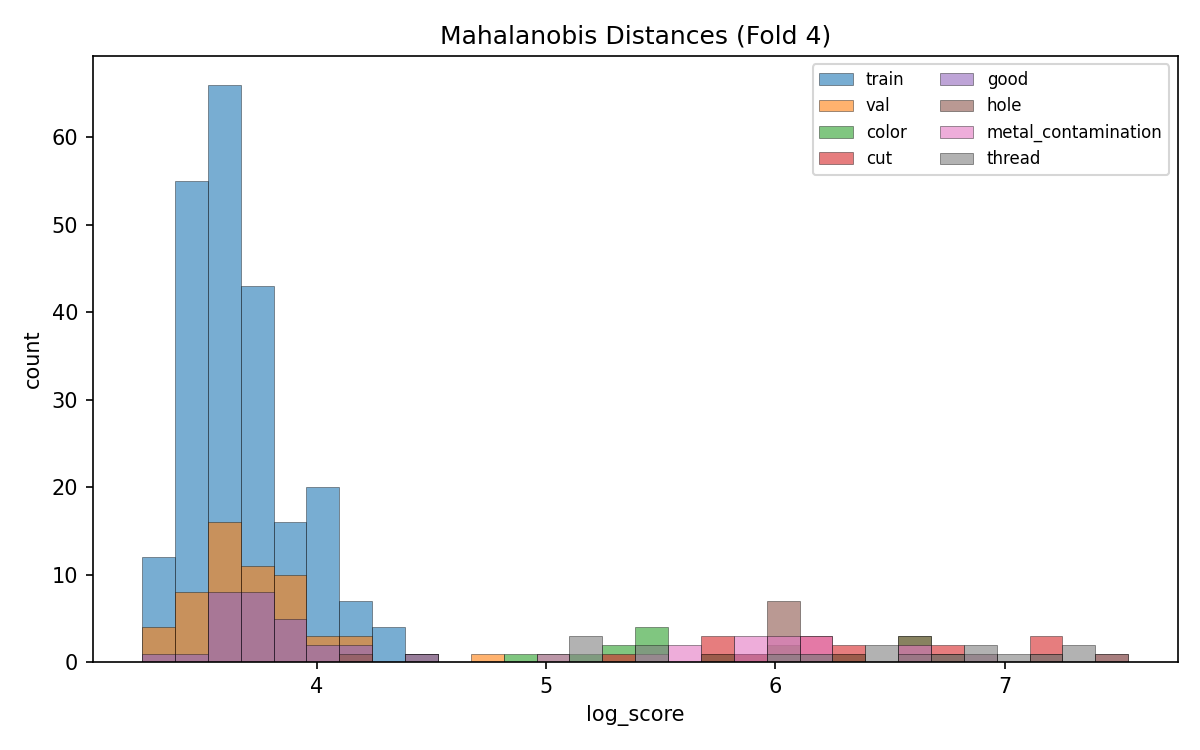 Mahalanobis Distances (Fold 4)
train
val
color
cut
good
hole
metal_contamination
thread
count
60
50
40
30
20
10
0
4 5 6 7
log_score